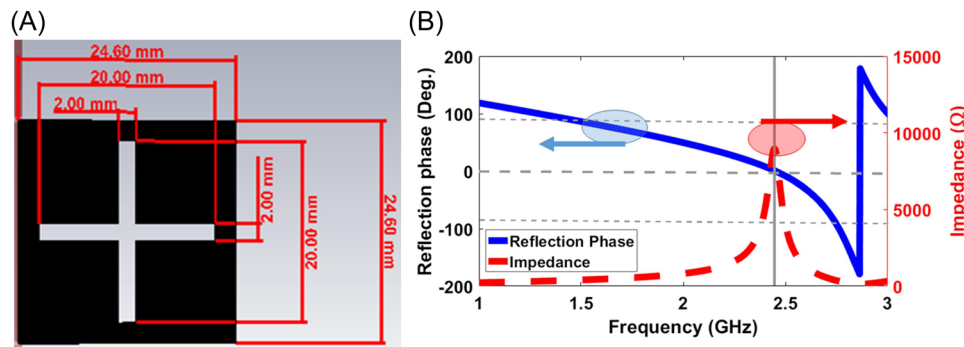 (A)
24.60 mm
20.00 mm
2.00 mm
2.00 mm
20.00 mm
24.60 mm
(B)
Reflection phase (Deg.)
200
100
0
-100
-200
15000
10000
5000
0
Impedance (Ω)
Reflection Phase
Impedance
1
1.5
2
2.5
3
Frequency (GHz)